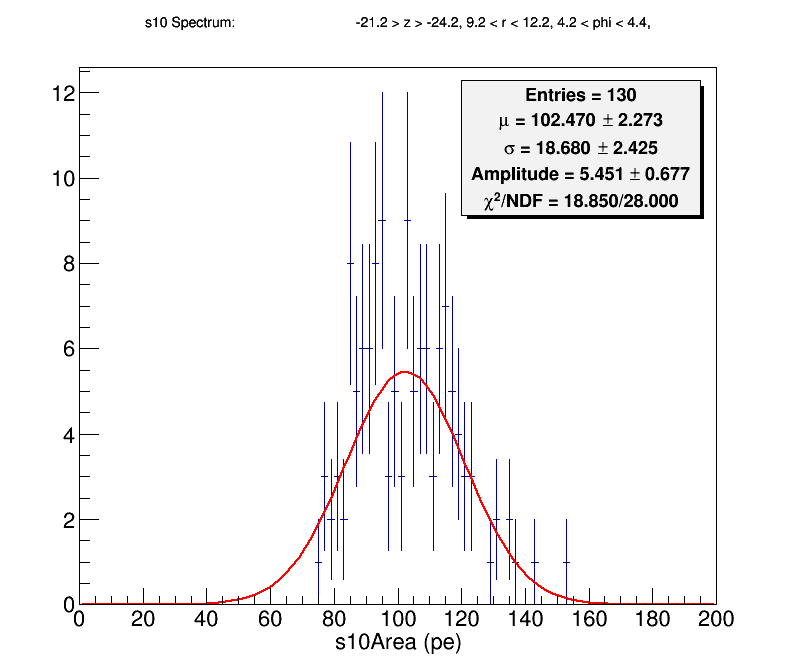 s10 Spectrum: -21.2 > z > -24.2, 9.2 < r < 12.2, 4.2 < phi < 4.4,
Entries = 130
μ = 102.470 ± 2.273
σ = 18.680 ± 2.425
Amplitude = 5.451 ± 0.677
χ²/NDF = 18.850/28.000
12
10
8
6
4
2
0
0 20 40 60 80 100 120 140 160 180 200
s10Area (pe)